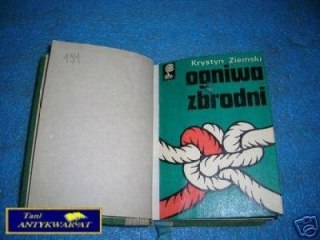 191
Krystyn Ziemski
ogniwa
zbrodni
Tani
ANTYKWARIAT